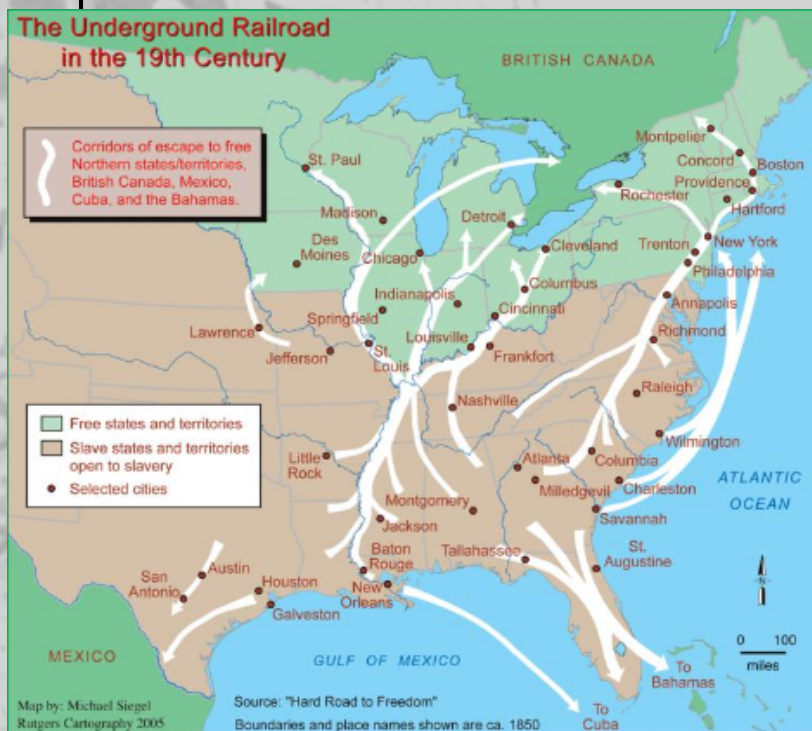 The Underground Railroad
in the 19th Century
BRITISH CANADA
Corridors of escape to free
Northern states/territories,
British Canada, Mexico,
Cuba, and the Bahamas.
St. Paul
Montpelier
Concord
Boston
Providence
Rochester
Hartford
Madison
Detroit
Des
Moines
Chicago
Cleveland
Trenton
New York
Philadelphia
Columbus
Indianapolis
Annapolis
Springfield
Cincinnati
Lawrence
Louisville
Richmond
Jefferson
St.
Louis
Frankfort
Raleigh
Nashville
Free states and territories
Slave states and territories
open to slavery
Selected cities
Little
Rock
Wilmington
Atlanta
Columbia
Milledgevil
Charleston
ATLANTIC
OCEAN
Montgomery
Jackson
Savannah
Baton
Rouge
Tallahassee
St.
Augustine
Austin
San
Antonio
Houston
New
Orleans
Galveston
N
0 100
miles
MEXICO
GULF OF MEXICO
To
Bahamas
To
Cuba
Map by: Michael Siegel
Rutgers Cartography 2005
Source: "Hard Road to Freedom"
Boundaries and place names shown are ca. 1850